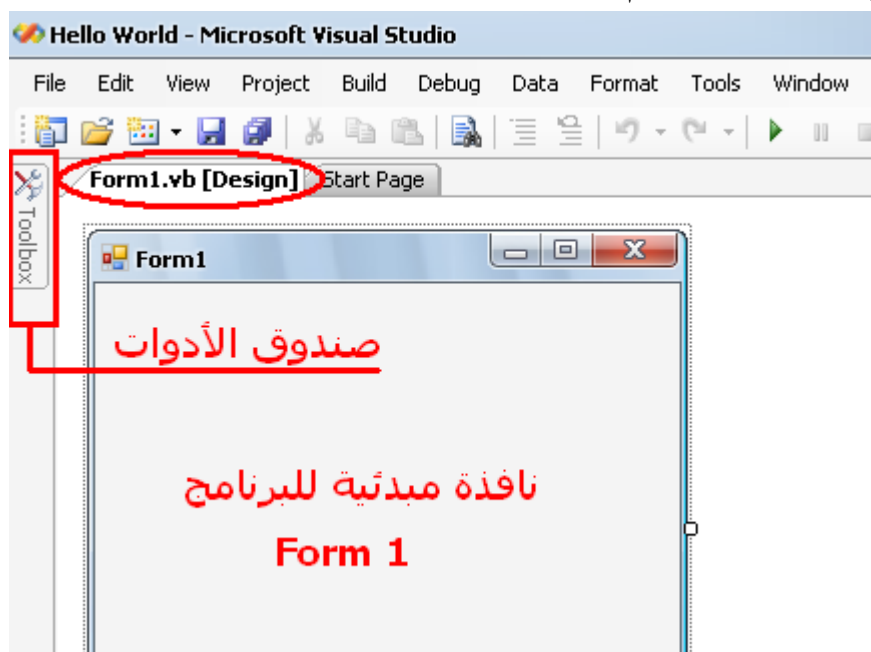 Hello World - Microsoft Visual Studio
File Edit View Project Build Debug Data Format Tools Window
Form1.vb [Design] Start Page
Toolbox
Form1
صندوق الأدوات
نافذة مبدئية للبرنامج
Form 1